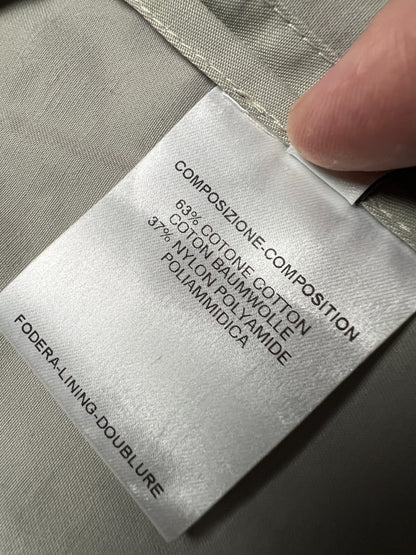 COMPOSIZIONE-COMPOSITION
63% COTONE COTTON
COTON BAUMWOLLE
37% NYLON POLYAMIDE
POLIAMMIDICA
FODERA-LINING-DOUBLURE